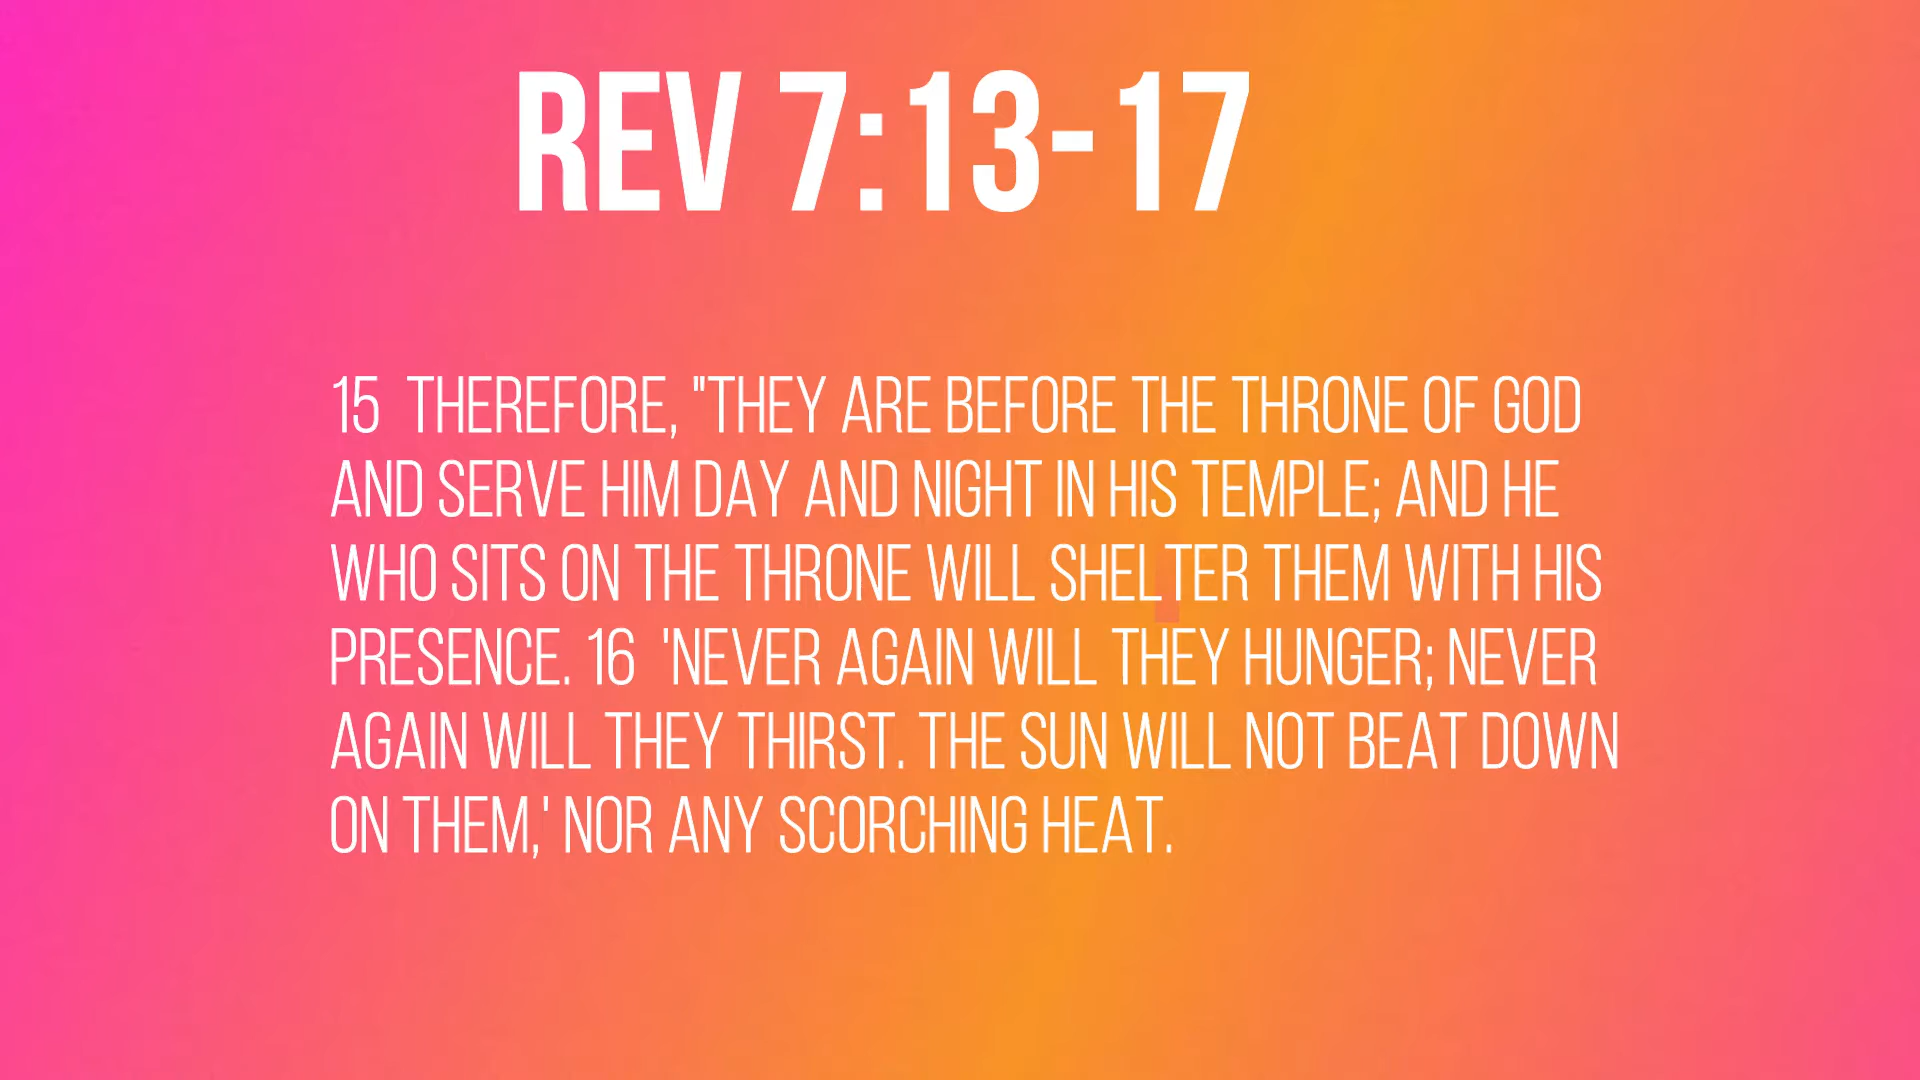 REV 7:13-17
15  THEREFORE, "THEY ARE BEFORE THE THRONE OF GOD
AND SERVE HIM DAY AND NIGHT IN HIS TEMPLE; AND HE
WHO SITS ON THE THRONE WILL SHELTER THEM WITH HIS
PRESENCE. 16  'NEVER AGAIN WILL THEY HUNGER; NEVER
AGAIN WILL THEY THIRST. THE SUN WILL NOT BEAT DOWN
ON THEM,' NOR ANY SCORCHING HEAT.